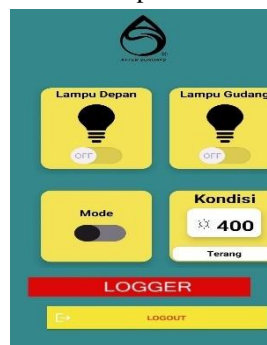 Lampu Depan
Lampu Gudang
OFF
OFF
Mode
Kondisi
400
Terang
LOGGER
LOGOUT